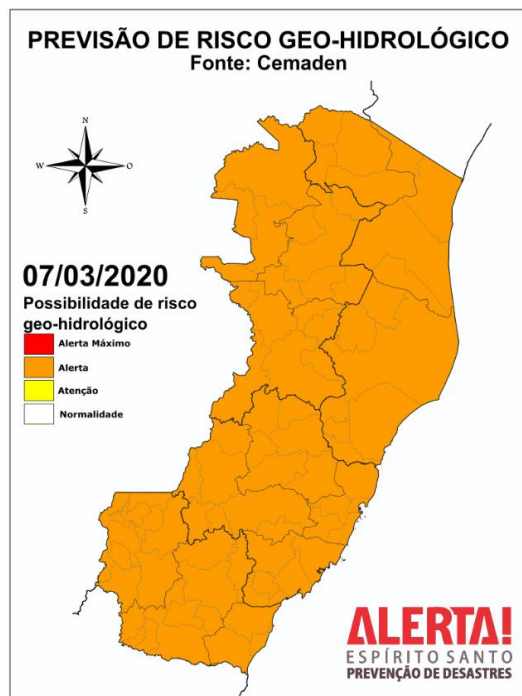 PREVISÃO DE RISCO GEO-HIDROLÓGICO
Fonte: Cemaden
N
W
O
S
07/03/2020
Possibilidade de risco
geo-hidrológico
Alerta Máximo
Alerta
Atenção
Normalidade
ALERTA!
ESPÍRITO SANTO
PREVENÇÃO DE DESASTRES